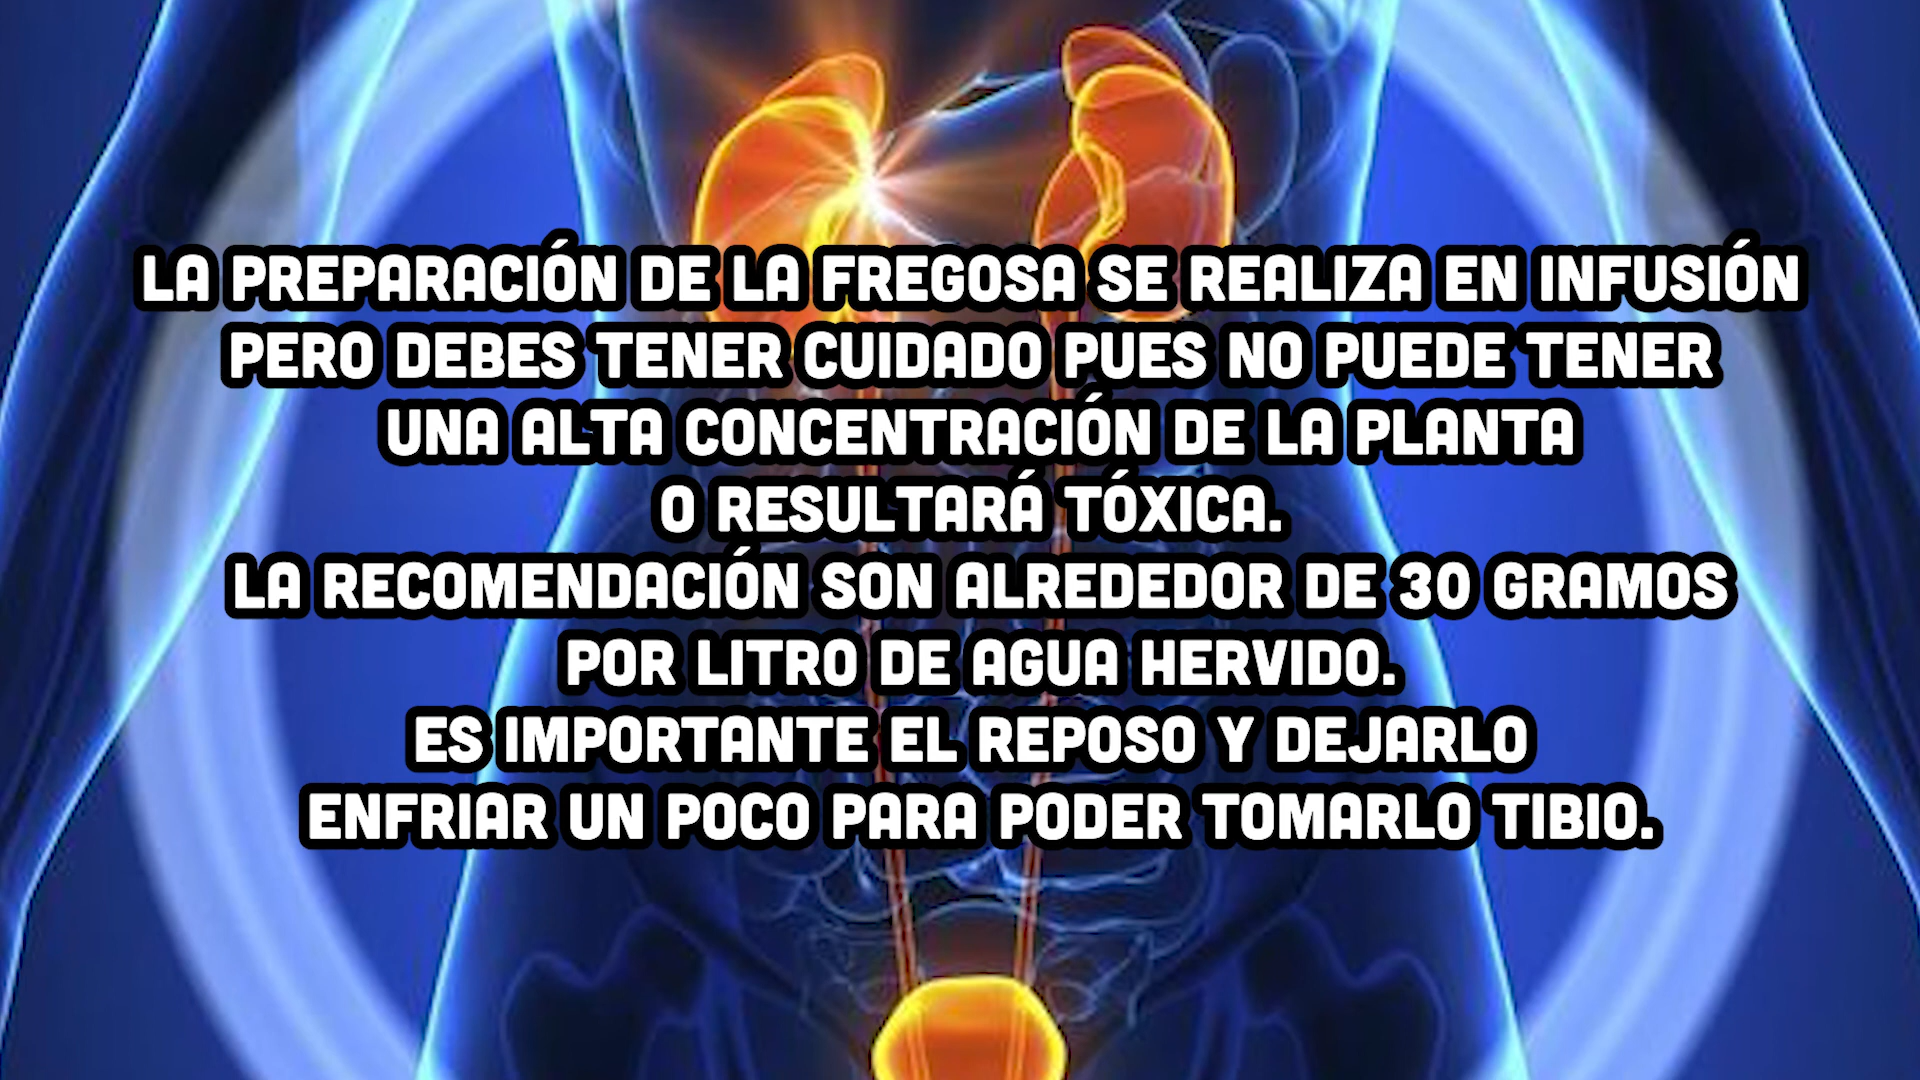 LA PREPARACIÓN DE LA FREGOSA SE REALIZA EN INFUSIÓN
PERO DEBES TENER CUIDADO PUES NO PUEDE TENER
UNA ALTA CONCENTRACIÓN DE LA PLANTA
O RESULTARÁ TÓXICA.
LA RECOMENDACIÓN SON ALREDEDOR DE 30 GRAMOS
POR LITRO DE AGUA HERVIDO.
ES IMPORTANTE EL REPOSO Y DEJARLO
ENFRIAR UN POCO PARA PODER TOMARLO TIBIO.